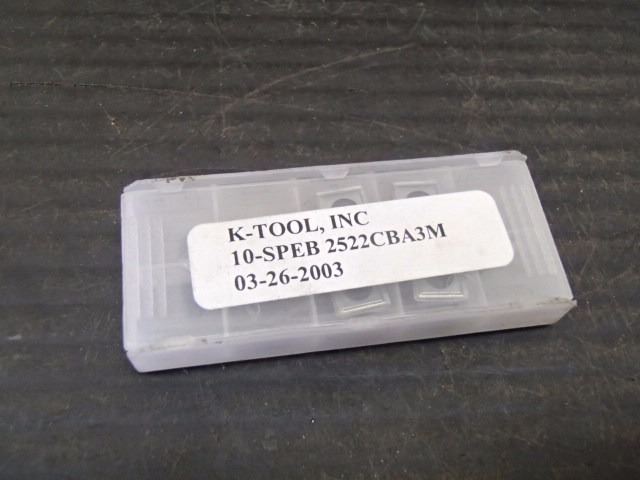 K-TOOL, INC
10-SPEB 2522CBA3M
03-26-2003